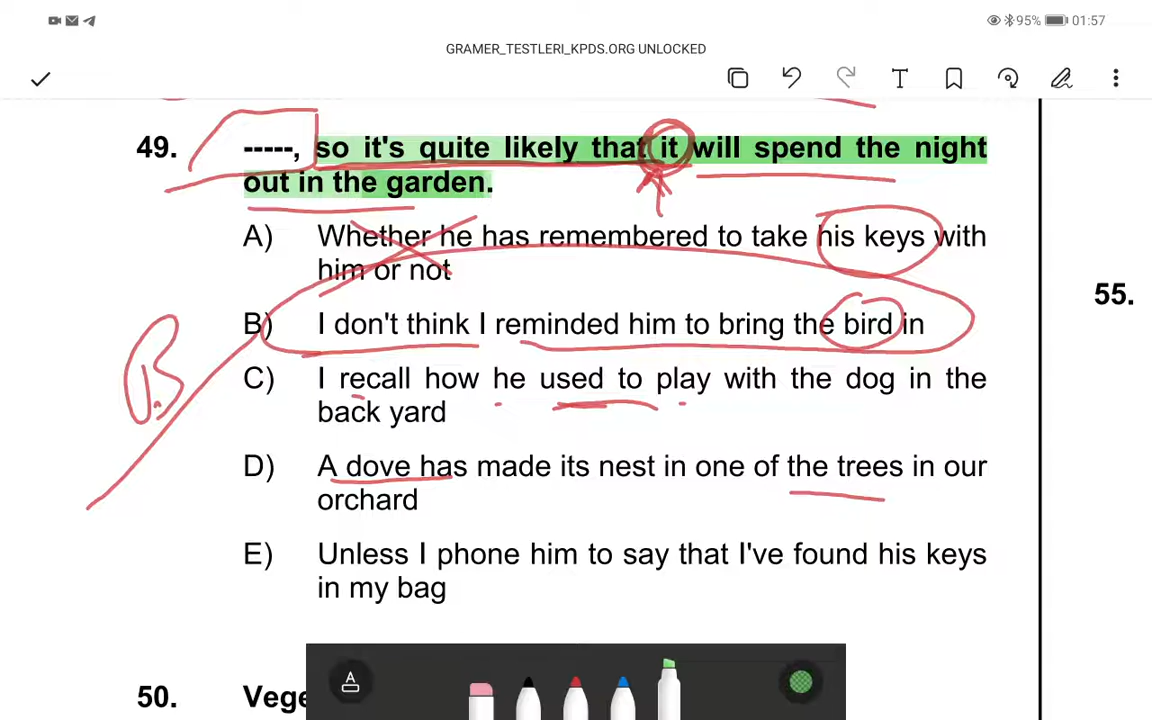 95% 01:57
GRAMER_TESTLERI_KPDS.ORG UNLOCKED
T
49. -----, so it's quite likely that it will spend the night
out in the garden.
A) Whether he has remembered to take his keys with
him or not
B) I don't think I reminded him to bring the bird in
C) I recall how he used to play with the dog in the
back yard
D) A dove has made its nest in one of the trees in our
orchard
E) Unless I phone him to say that I've found his keys
in my bag
50. Vege
55.
B
A